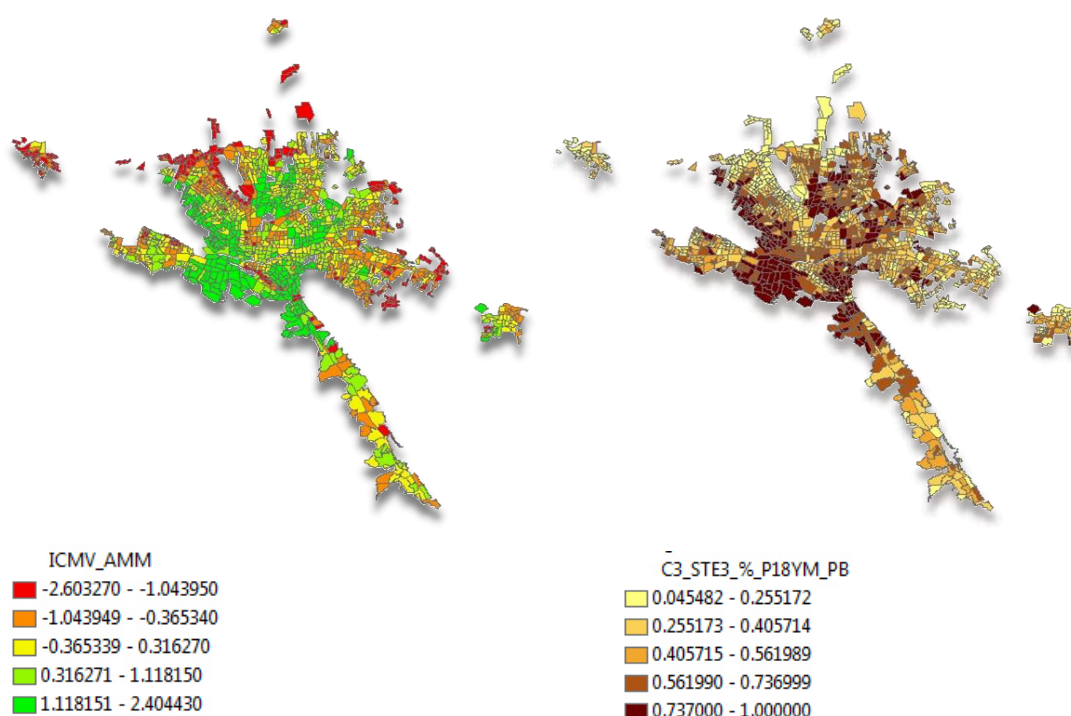 ICMV_AMM
-2.603270 - -1.043950
-1.043949 - -0.365340
-0.365339 - 0.316270
0.316271 - 1.118150
1.118151 - 2.404430
C3_STE3_%_P18YM_PB
0.045482 - 0.255172
0.255173 - 0.405714
0.405715 - 0.561989
0.561990 - 0.736999
0.737000 - 1.000000